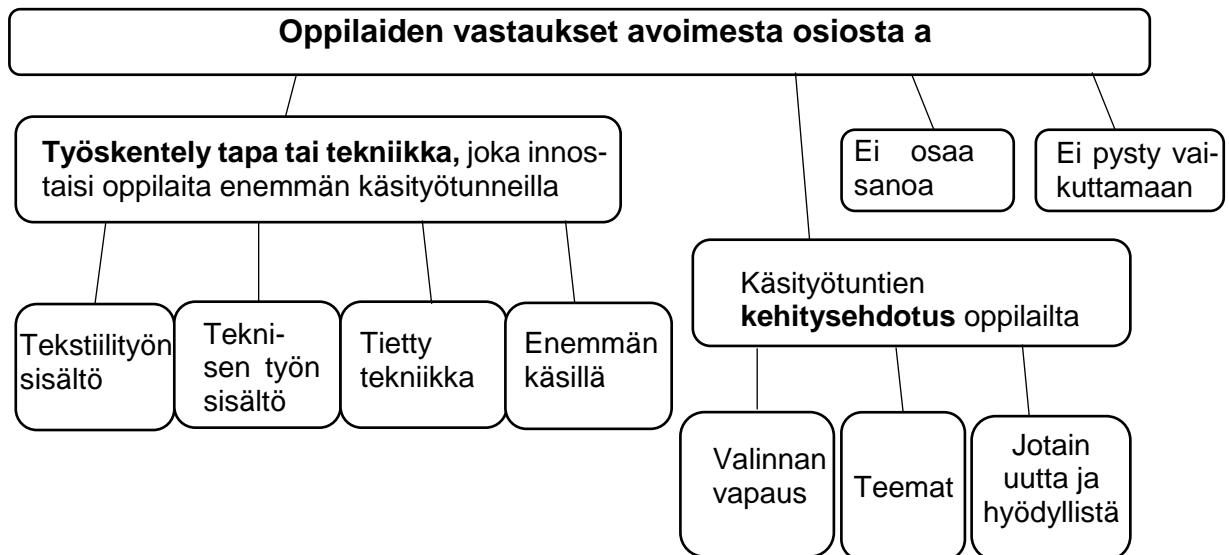 Oppilaiden vastaukset avoimesta osiosta a
Työskentely tapa tai tekniikka, joka innos-
taisi oppilaita enemmän käsityötunneilla
Ei osaa
sanoa
Ei pysty vai-
kuttamaan
Tekstiilityön
sisältö
Tekni-
sen työn
sisältö
Tietty
tekniikka
Enemmän
käsillä
Käsityötuntien
kehitysehdotus oppilailta
Valinnan
vapaus
Teemat
Jotain
uutta ja
hyödyllistä